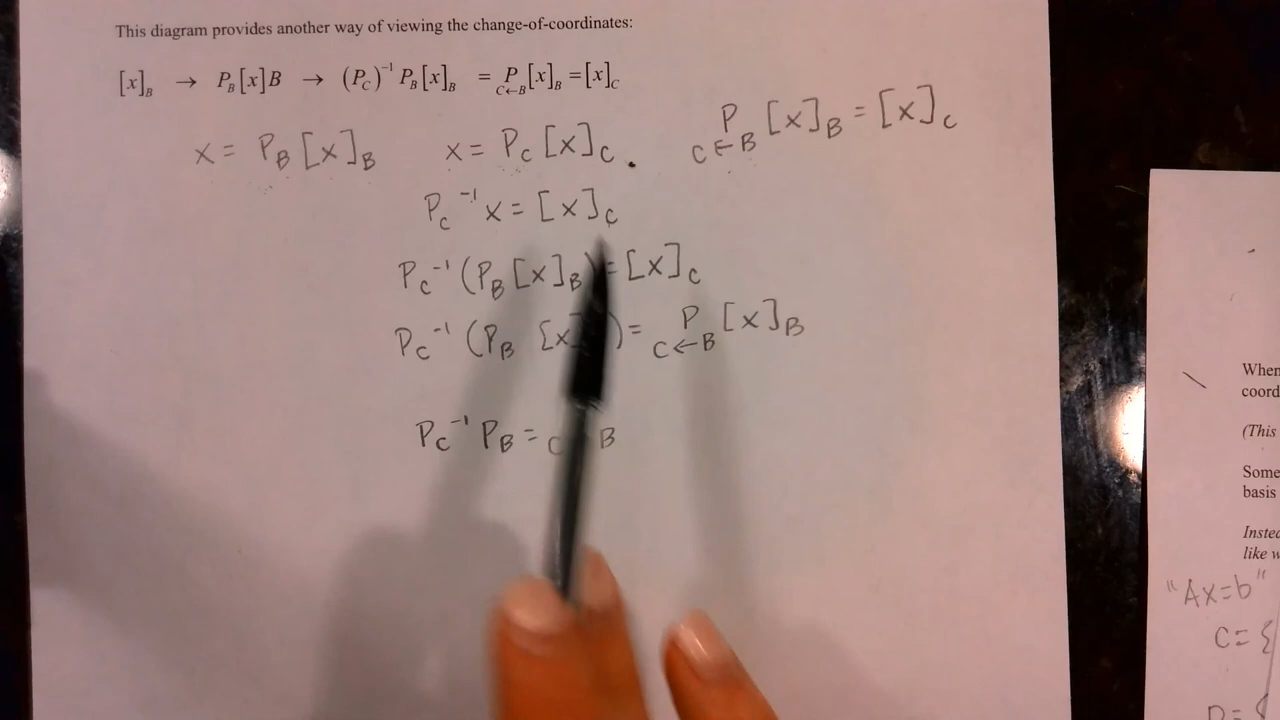 This diagram provides another way of viewing the change-of-coordinates:
[x]_B → P_B[x]B → (P_C)^{-1} P_B[x]_B = P_{C←B}[x]_B = [x]_C
x = P_B [x]_B x = P_C [x]_C . P_{C←B} [x]_B = [x]_C
P_C^{-1} x = [x]_C
P_C^{-1} (P_B [x]_B) = [x]_C
P_C^{-1} (P_B [x] ) = P_{C←B} [x]_B
P_C^{-1} P_B = C B
When
coord
(This
Some
basis
Instea
like w
"Ax=b"
C = {